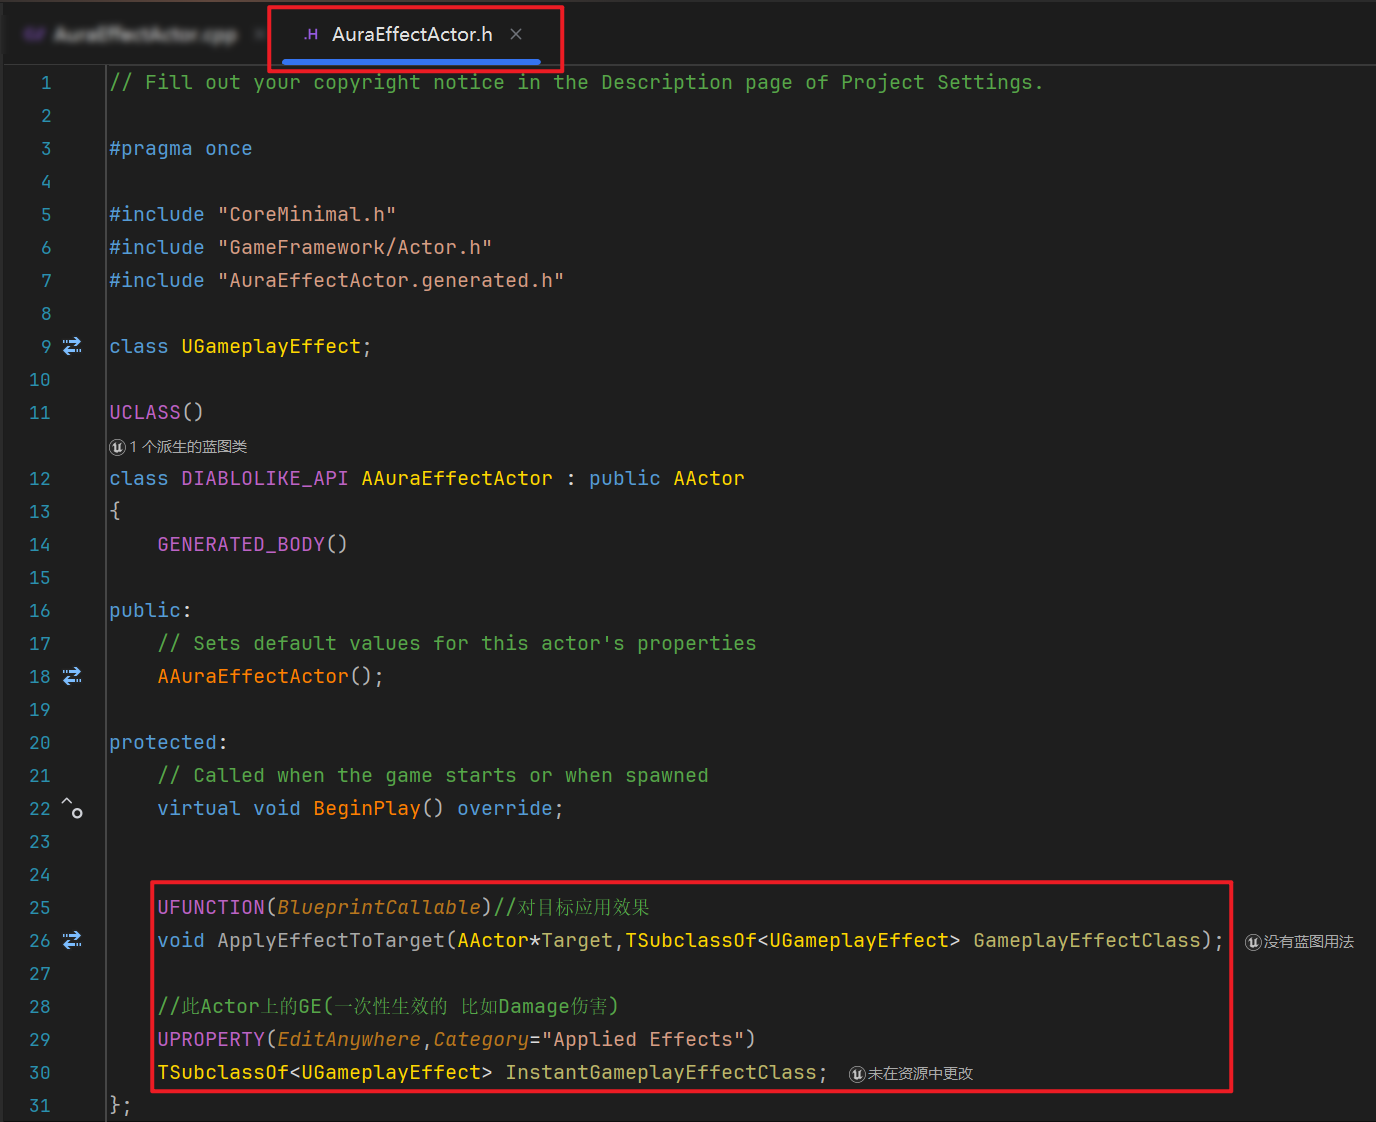 AuraEffectActor.cpp
.H AuraEffectActor.h
1 // Fill out your copyright notice in the Description page of Project Settings.
2
3 #pragma once
4
5 #include "CoreMinimal.h"
6 #include "GameFramework/Actor.h"
7 #include "AuraEffectActor.generated.h"
8
9 class UGameplayEffect;
10
11 UCLASS()
1 个派生的蓝图类
12 class DIABLOLIKE_API AAuraEffectActor : public AActor
13 {
14 GENERATED_BODY()
15
16 public:
17 // Sets default values for this actor's properties
18 AAuraEffectActor();
19
20 protected:
21 // Called when the game starts or when spawned
22 virtual void BeginPlay() override;
23
24
25 UFUNCTION(BlueprintCallable)//对目标应用效果
26 void ApplyEffectToTarget(AActor*Target,TSubclassOf<UGameplayEffect> GameplayEffectClass); 没有蓝图用法
27
28 //此Actor上的GE(一次性生效的 比如Damage伤害)
29 UPROPERTY(EditAnywhere,Category="Applied Effects")
30 TSubclassOf<UGameplayEffect> InstantGameplayEffectClass; 未在资源中更改
31 };